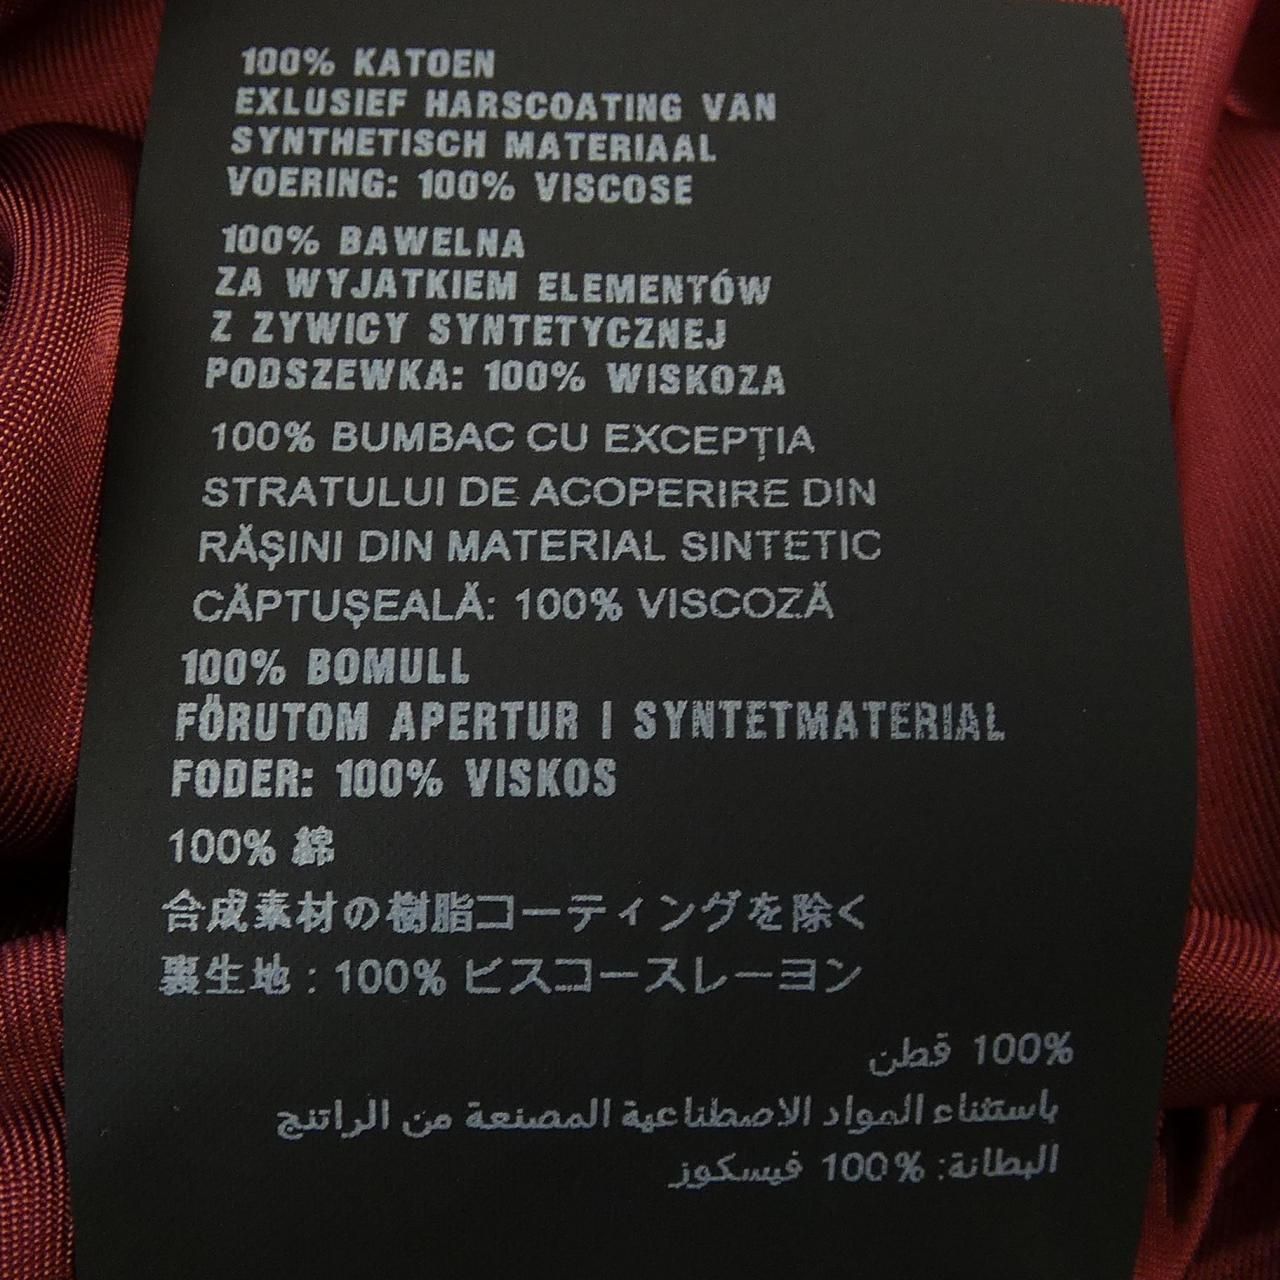 100% KATOEN
EXLUSIEF HARSCOATING VAN
SYNTHETISCH MATERIAAL
VOERING: 100% VISCOSE
100% BAWELNA
ZA WYJATKIEM ELEMENTÓW
Z ZYWICY SYNTETYCZNEJ
PODSZEWKA: 100% WISKOZA
100% BUMBAC CU EXCEPȚIA
STRATULUI DE ACOPERIRE DIN
RĂȘINI DIN MATERIAL SINTETIC
CĂPTUȘEALĂ: 100% VISCOZĂ
100% BOMULL
FÖRUTOM APERTUR I SYNTETMATERIAL
FODER: 100% VISKOS
100% 綿
合成素材の樹脂コーティングを除く
裏生地 : 100% ビスコースレーヨン
100% قطن
باستثناء المواد الاصطناعية المصنعة من الراتنج
البطانة: 100% فيسكوز